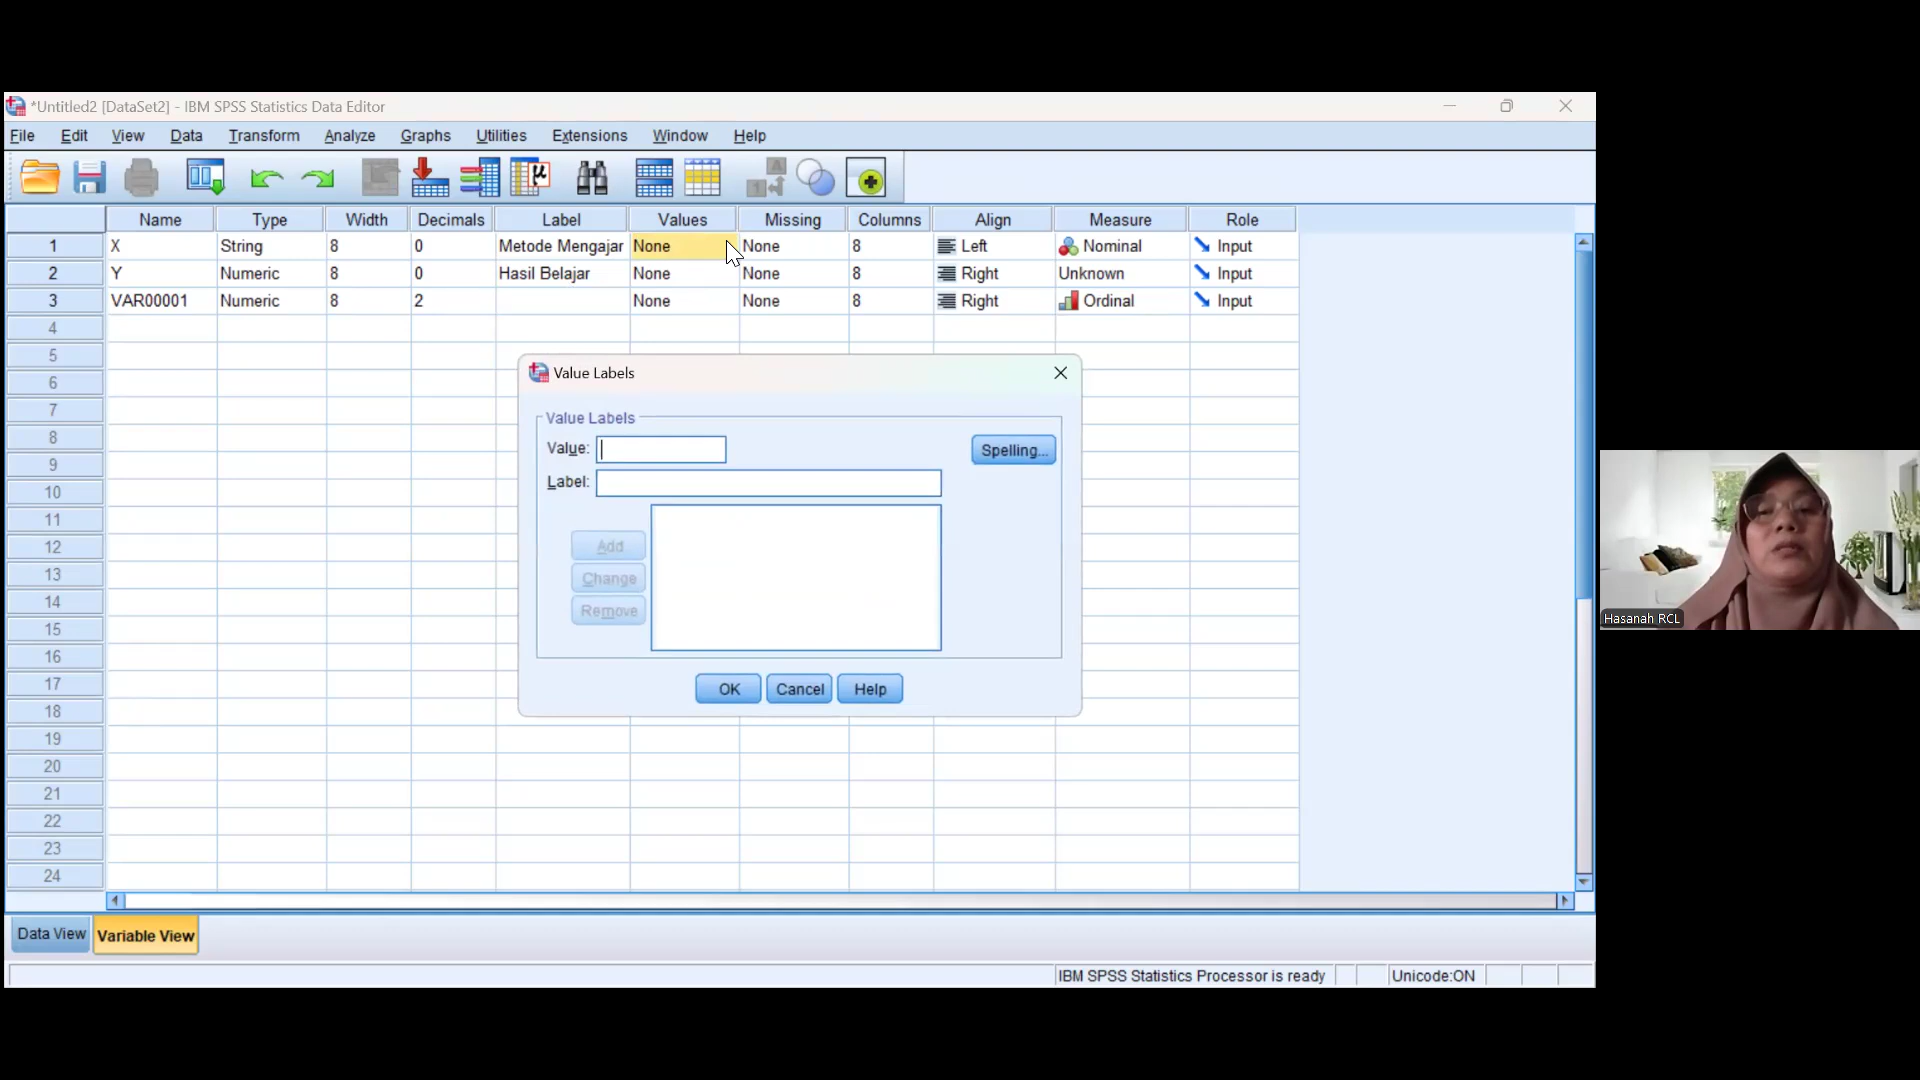 *Untitled2 [DataSet2] - IBM SPSS Statistics Data Editor
File Edit View Data Transform Analyze Graphs Utilities Extensions Window Help
Name Type Width Decimals Label Values Missing Columns Align Measure Role
1 X String 8 0 Metode Mengajar None None 8 Left Nominal Input
2 Y Numeric 8 0 Hasil Belajar None None 8 Right Unknown Input
3 VAR00001 Numeric 8 2 None None 8 Right Ordinal Input
4
5
6
7
8
9
10
11
12
13
14
15
16
17
18
19
20
21
22
23
24
Value Labels
Value Labels
Value:
Spelling...
Label:
Add
Change
Remove
OK Cancel Help
Hasanah RCL
Data View Variable View
IBM SPSS Statistics Processor is ready Unicode:ON